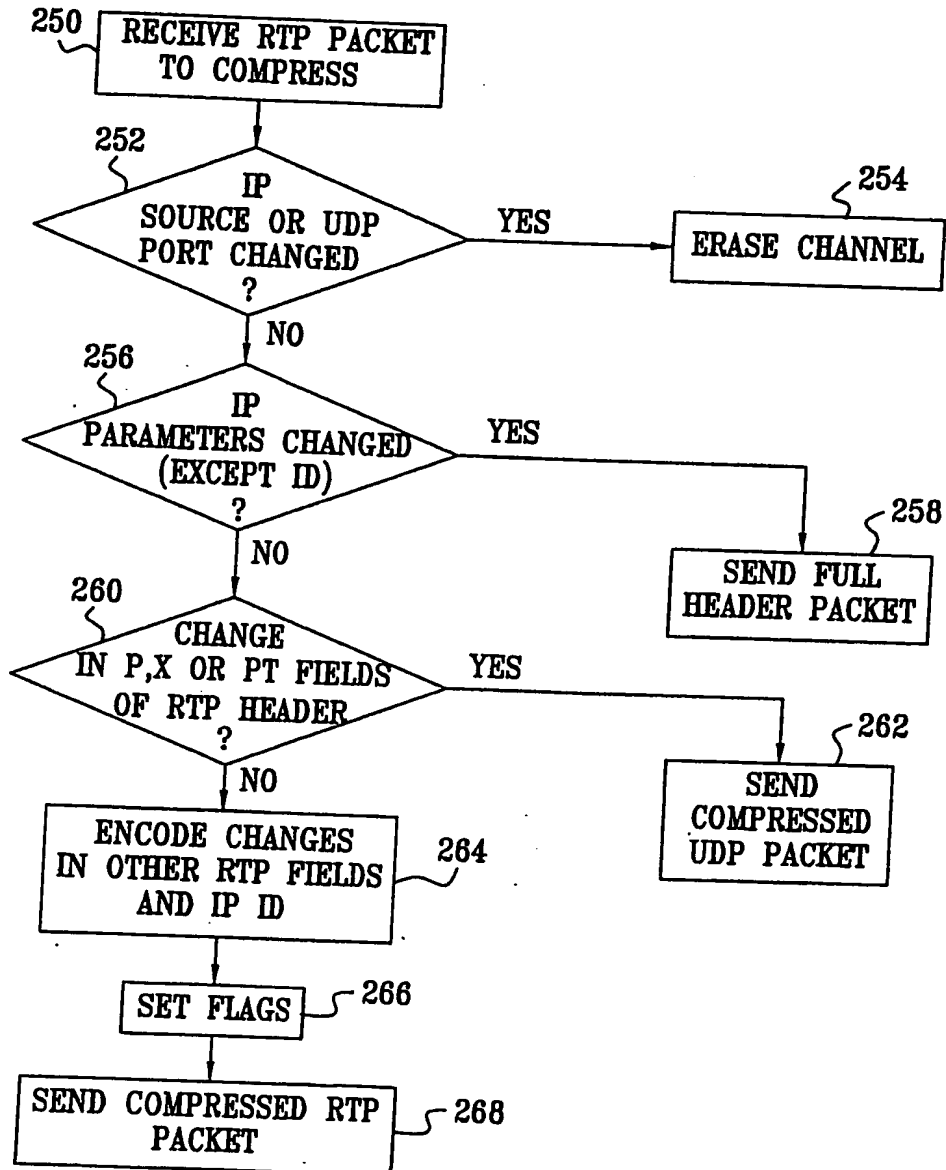 250
RECEIVE RTP PACKET
TO COMPRESS
252
IP
SOURCE OR UDP
PORT CHANGED
?
YES
254
ERASE CHANNEL
NO
256
IP
PARAMETERS CHANGED
(EXCEPT ID)
?
YES
258
SEND FULL
HEADER PACKET
NO
260
CHANGE
IN P,X OR PT FIELDS
OF RTP HEADER
?
YES
262
SEND
COMPRESSED
UDP PACKET
NO
ENCODE CHANGES
IN OTHER RTP FIELDS
AND IP ID
264
SET FLAGS
266
SEND COMPRESSED RTP
PACKET
268